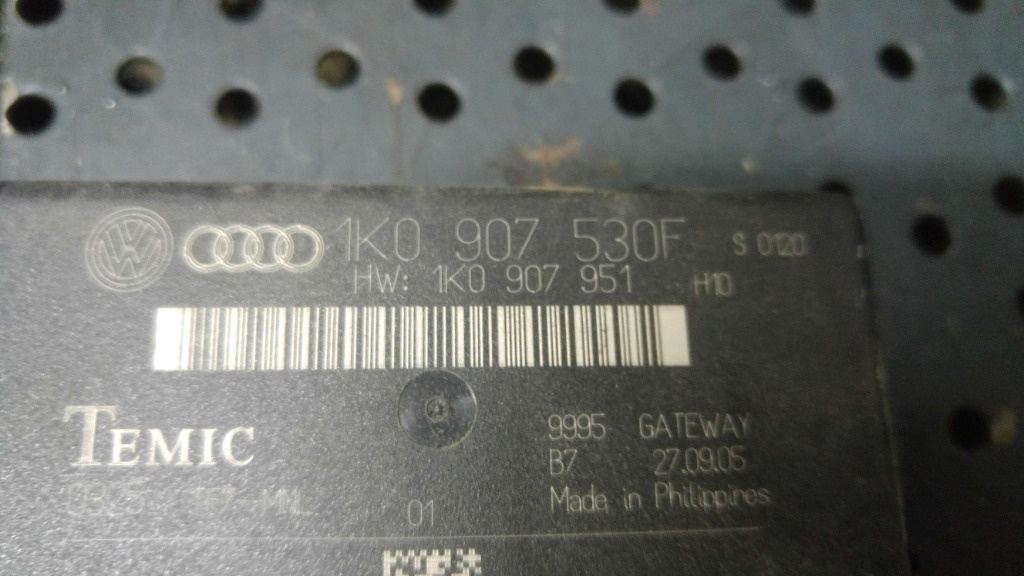 1K0 907 530F S 0120
HW: 1K0 907 951 H10
TEMIC
9995 GATEWAY
B7 27.09.05
Made in Philippines
01